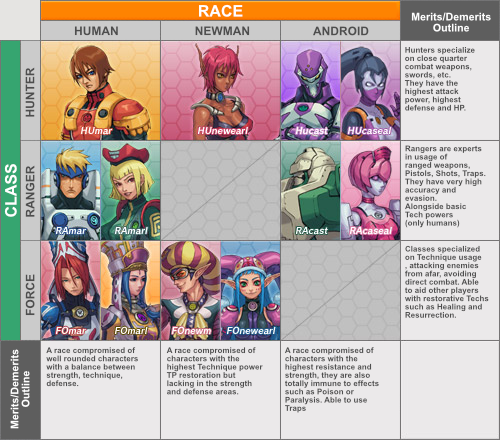 RACE
Merits/Demerits
Outline
HUMAN
NEWMAN
ANDROID
CLASS
HUNTER
HUmar
HUnewearl
HUcast
HUcaseal
Hunters specialize
on close quarter
combat weapons,
swords, etc.
They have the
highest attack
power, highest
defense and HP.
RANGER
RAmar
RAmarl
RAcast
RAcaseal
Rangers are experts
in usage of
ranged weapons,
Pistols, Shots, Traps.
They have very high
accuracy and
evasion.
Alongside basic
Tech powers
(only humans)
FORCE
FOmar
FOmarl
FOnewm
FOnewearl
Classes specialized
on Technique usage
, attacking enemies
from afar, avoiding
direct combat. Able
to aid other players
with restorative Techs
such as Healing and
Resurrection.
Merits/Demerits
Outline
A race compromised of
well rounded characters
with a balance between
strength, technique,
defense.
A race compromised of
characters with the
highest Technique power
TP restoration but
lacking in the strength
and defense areas.
A race compromised of
characters with the
highest resistance and
strength, they are also
totally immune to effects
such as Poison or
Paralysis. Able to use
Traps